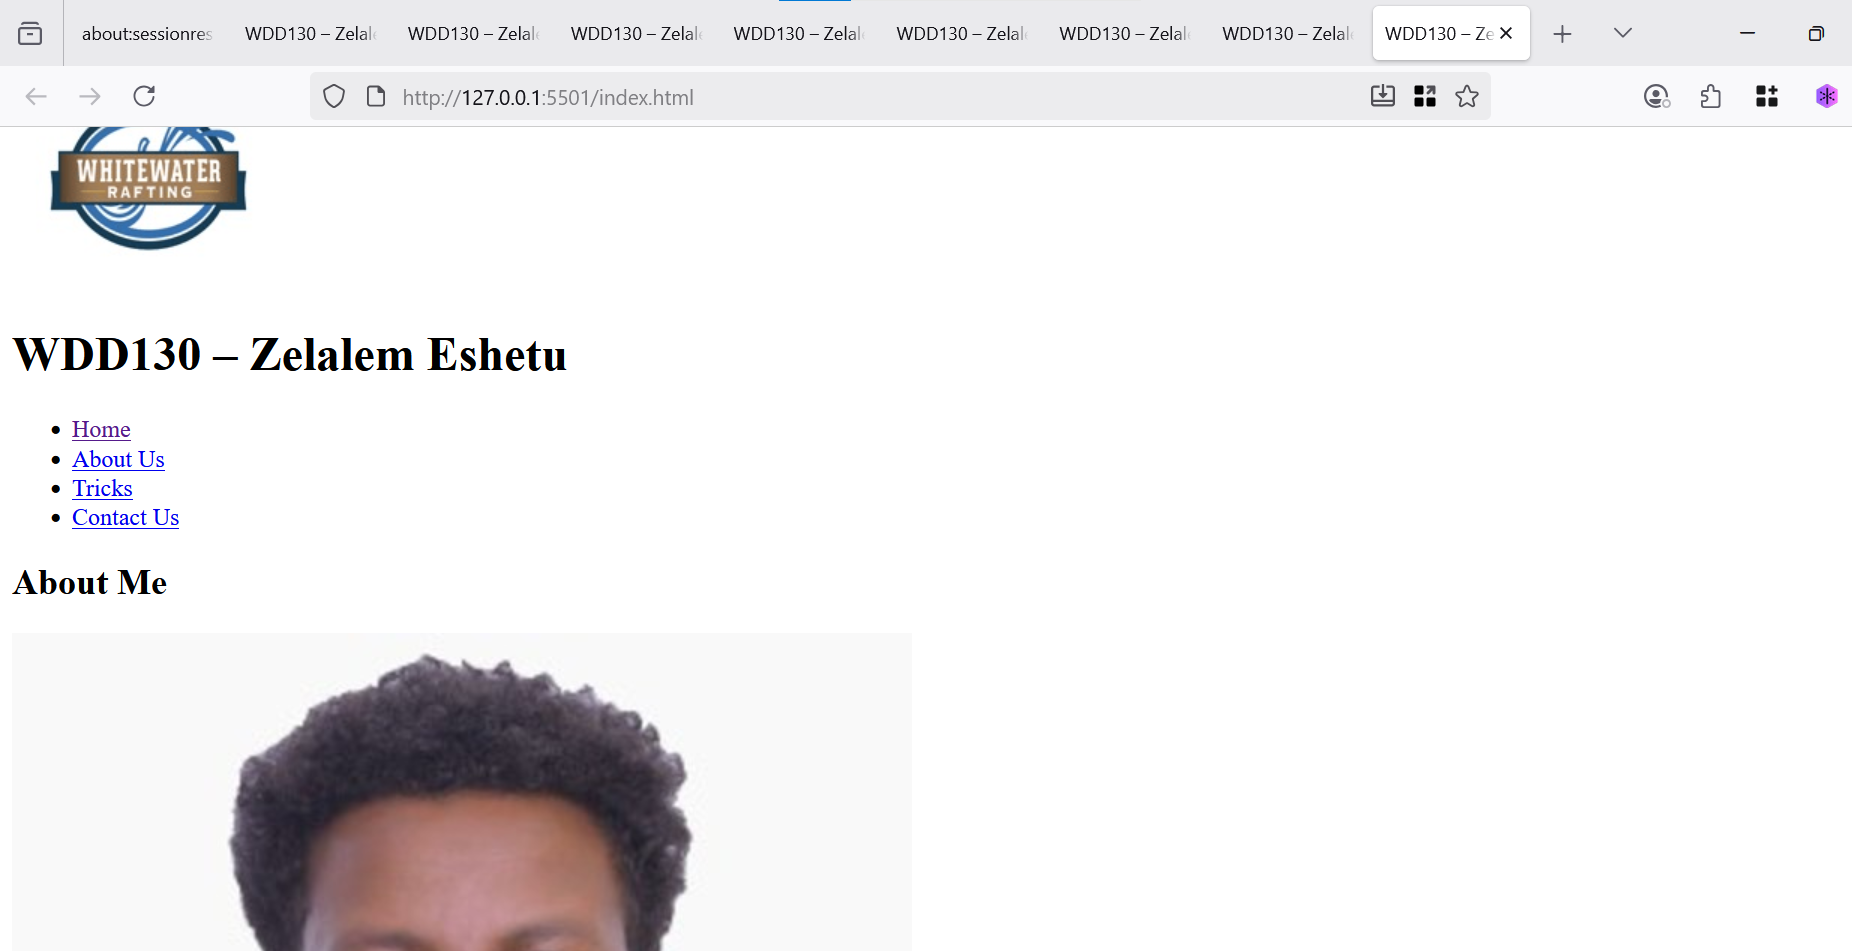 about:sessionres
WDD130 – Zelal
WDD130 – Zelal
WDD130 – Zelal
WDD130 – Zelal
WDD130 – Zelal
WDD130 – Zelal
WDD130 – Zelal
WDD130 – Ze
http://127.0.0.1:5501/index.html
WHITEWATER
RAFTING
WDD130 – Zelalem Eshetu
Home
About Us
Tricks
Contact Us
About Me